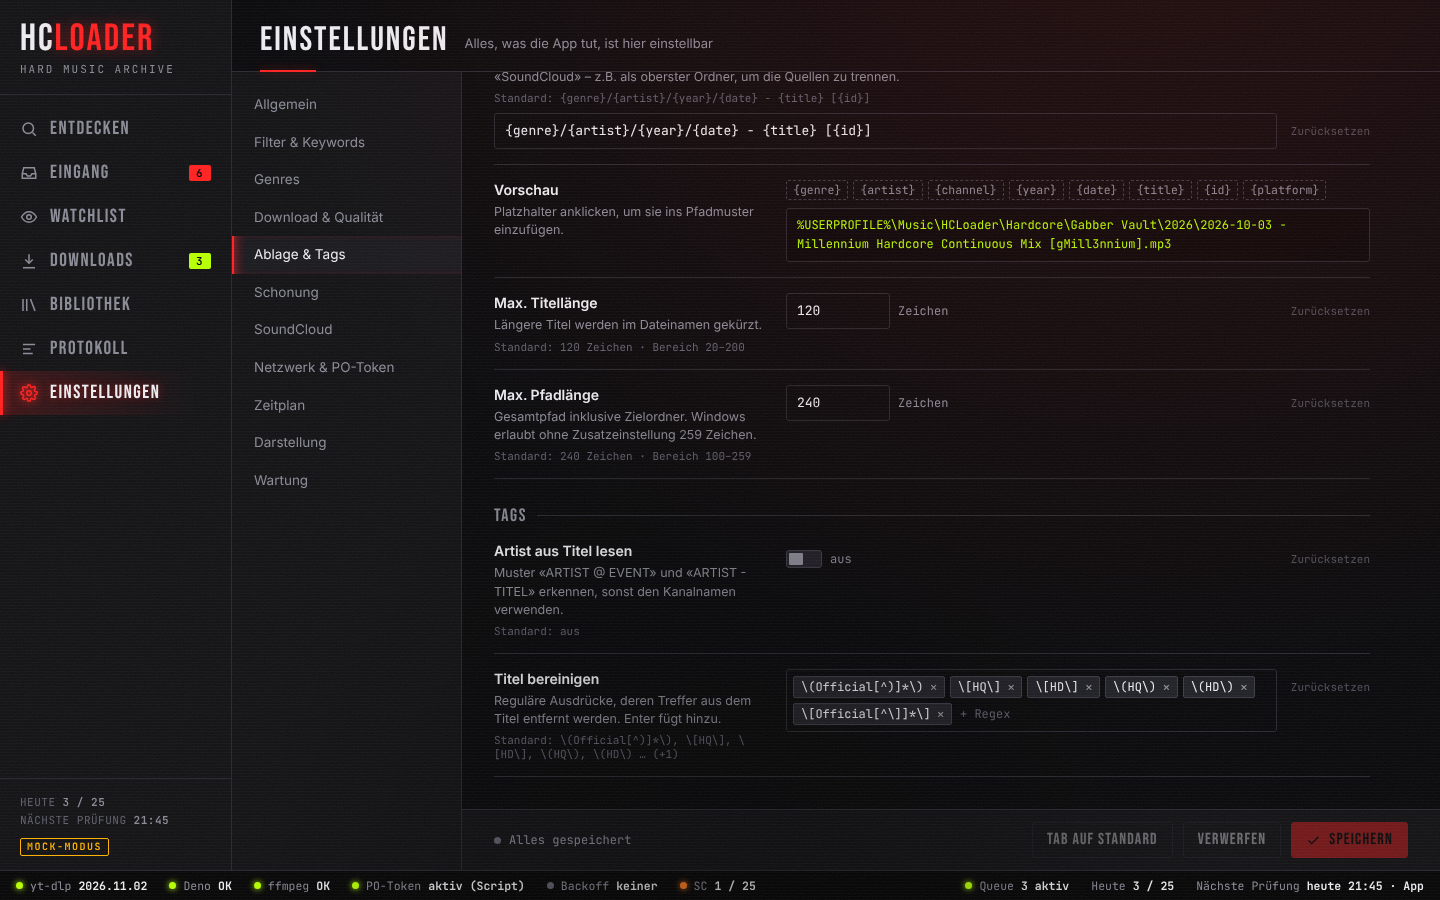 HCLOADER
HARD MUSIC ARCHIVE
ENTDECKEN
EINGANG 6
WATCHLIST
DOWNLOADS 3
BIBLIOTHEK
PROTOKOLL
EINSTELLUNGEN
HEUTE 3 / 25
NÄCHSTE PRÜFUNG 21:45
MOCK-MODUS
EINSTELLUNGEN Alles, was die App tut, ist hier einstellbar
Allgemein
Filter & Keywords
Genres
Download & Qualität
Ablage & Tags
Schonung
SoundCloud
Netzwerk & PO-Token
Zeitplan
Darstellung
Wartung
«SoundCloud» – z.B. als oberster Ordner, um die Quellen zu trennen.
Standard: {genre}/{artist}/{year}/{date} - {title} [{id}]
{genre}/{artist}/{year}/{date} - {title} [{id}] Zurücksetzen
Vorschau
Platzhalter anklicken, um sie ins Pfadmuster
einzufügen.
{genre} {artist} {channel} {year} {date} {title} {id} {platform}
%USERPROFILE%\Music\HCLoader\Hardcore\Gabber Vault\2026\2026-10-03 -
Millennium Hardcore Continuous Mix [gMill3nnium].mp3
Max. Titellänge
Längere Titel werden im Dateinamen gekürzt.
Standard: 120 Zeichen · Bereich 20–200
120 Zeichen Zurücksetzen
Max. Pfadlänge
Gesamtpfad inklusive Zielordner. Windows
erlaubt ohne Zusatzeinstellung 259 Zeichen.
Standard: 240 Zeichen · Bereich 100–259
240 Zeichen Zurücksetzen
TAGS
Artist aus Titel lesen
Muster «ARTIST @ EVENT» und «ARTIST -
TITEL» erkennen, sonst den Kanalnamen
verwenden.
Standard: aus
aus Zurücksetzen
Titel bereinigen
Reguläre Ausdrücke, deren Treffer aus dem
Titel entfernt werden. Enter fügt hinzu.
Standard: \(Official[^)]*\), \[HQ\], \
[HD\], \(HQ\), \(HD\) … (+1)
\(Official[^)]*\) × \[HQ\] × \[HD\] × \(HQ\) × \(HD\) × Zurücksetzen
\[Official[^\]]*\] × + Regex
Alles gespeichert TAB AUF STANDARD VERWERFEN SPEICHERN
yt-dlp 2026.11.02 Deno OK ffmpeg OK PO-Token aktiv (Script) Backoff keiner SC 1 / 25 Queue 3 aktiv Heute 3 / 25 Nächste Prüfung heute 21:45 · App